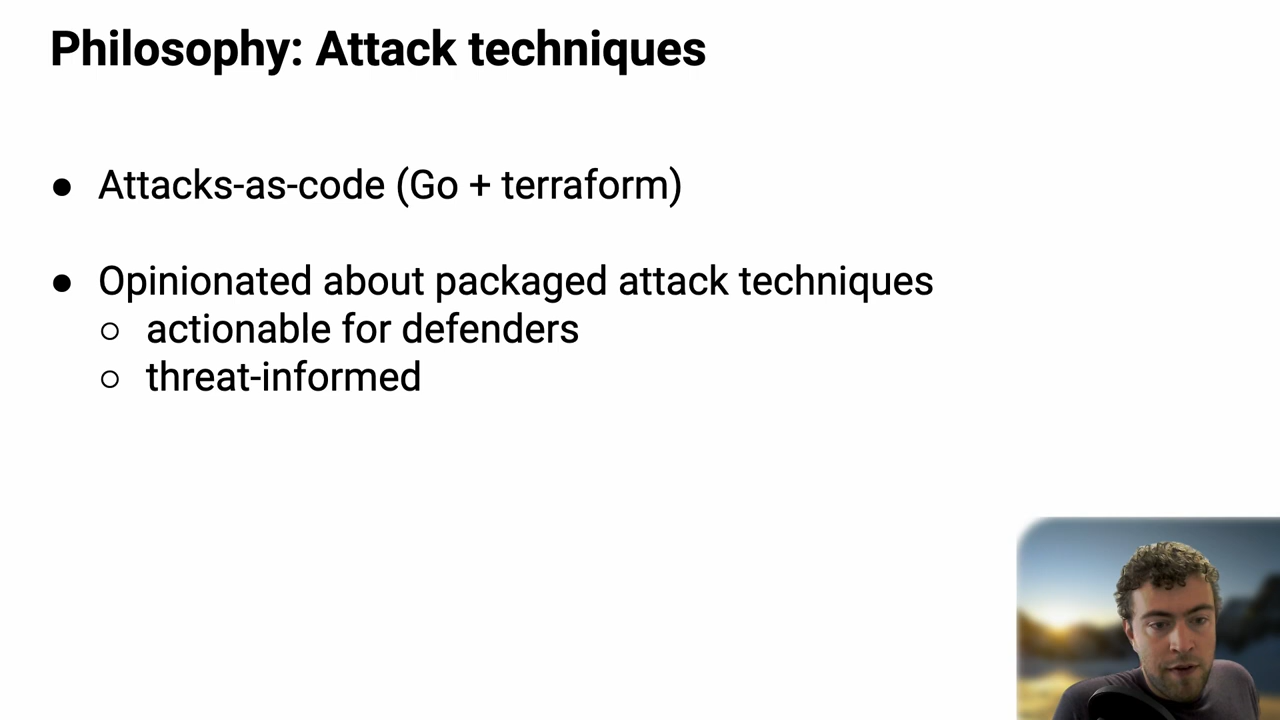 Philosophy: Attack techniques
● Attacks-as-code (Go + terraform)
● Opinionated about packaged attack techniques
○ actionable for defenders
○ threat-informed